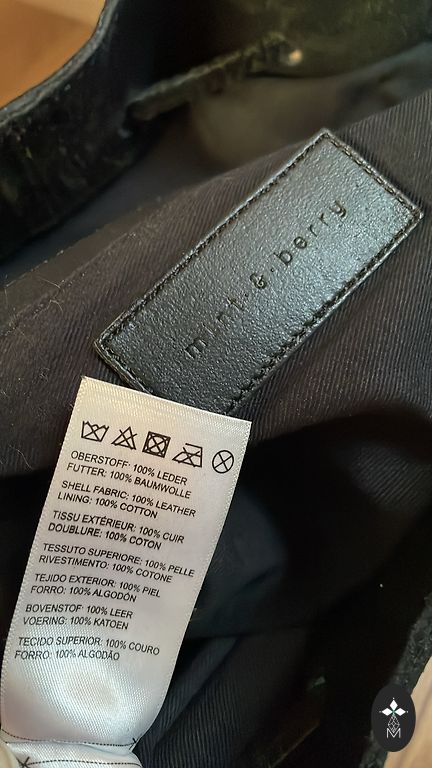 mint.&.berry
OBERSTOFF: 100% LEDER
FUTTER: 100% BAUMWOLLE
SHELL FABRIC: 100% LEATHER
LINING: 100% COTTON
TISSU EXTÉRIEUR: 100% CUIR
DOUBLURE: 100% COTON
TESSUTO SUPERIORE: 100% PELLE
RIVESTIMENTO: 100% COTONE
TEJIDO EXTERIOR: 100% PIEL
FORRO: 100% ALGODÓN
BOVENSTOF: 100% LEER
VOERING: 100% KATOEN
TECIDO SUPERIOR: 100% COURO
FORRO: 100% ALGODÃO
M